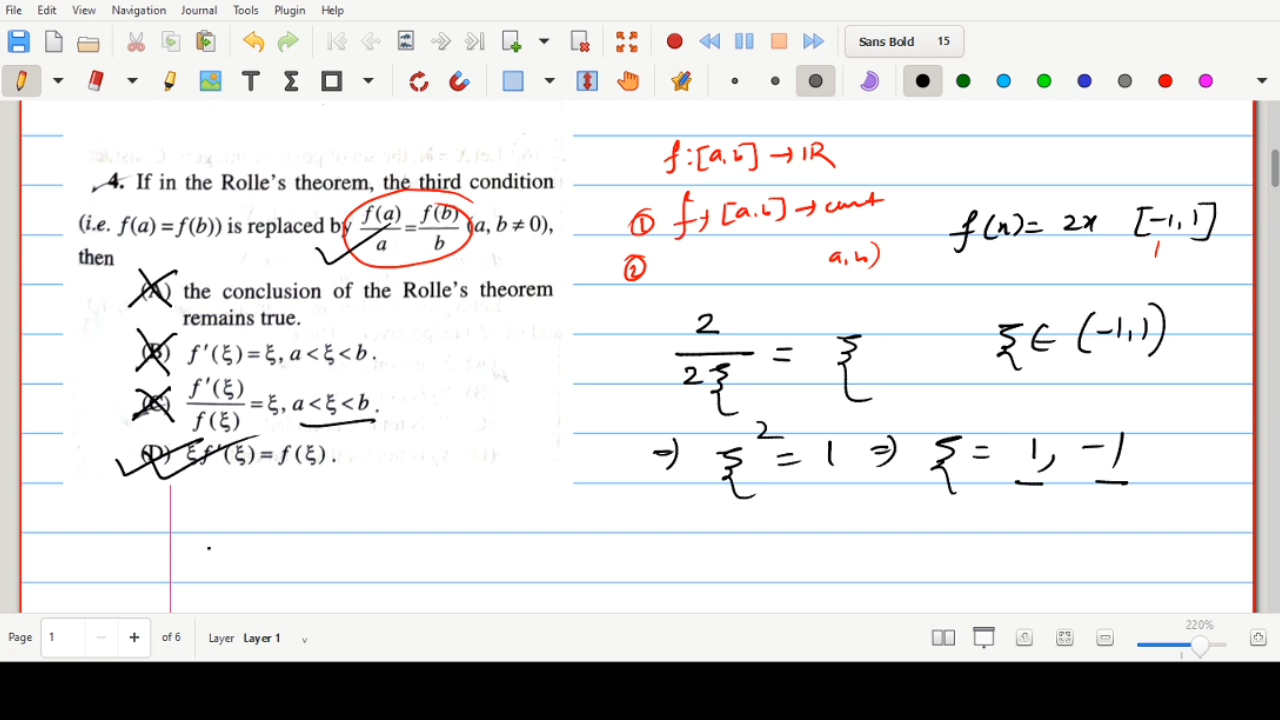 File Edit View Navigation Journal Tools Plugin Help
Sans Bold 15
4. If in the Rolle's theorem, the third condition
(i.e. f(a) = f(b)) is replaced by f(a)/a = f(b)/b (a, b ≠ 0),
then
(A) the conclusion of the Rolle's theorem
remains true.
(B) f'(ξ) = ξ, a < ξ < b.
(C) f'(ξ)/f(ξ) = ξ, a < ξ < b.
(D) ξf'(ξ) = f(ξ).
f: [a, b] → IR
① f → [a, b] → cont
② a, b)
f(x) = 2x [-1, 1]
2/2ξ = ξ ξ ∈ (-1, 1)
⇒ ξ² = 1 ⇒ ξ = 1, -1
Page 1 of 6 Layer Layer 1 220%